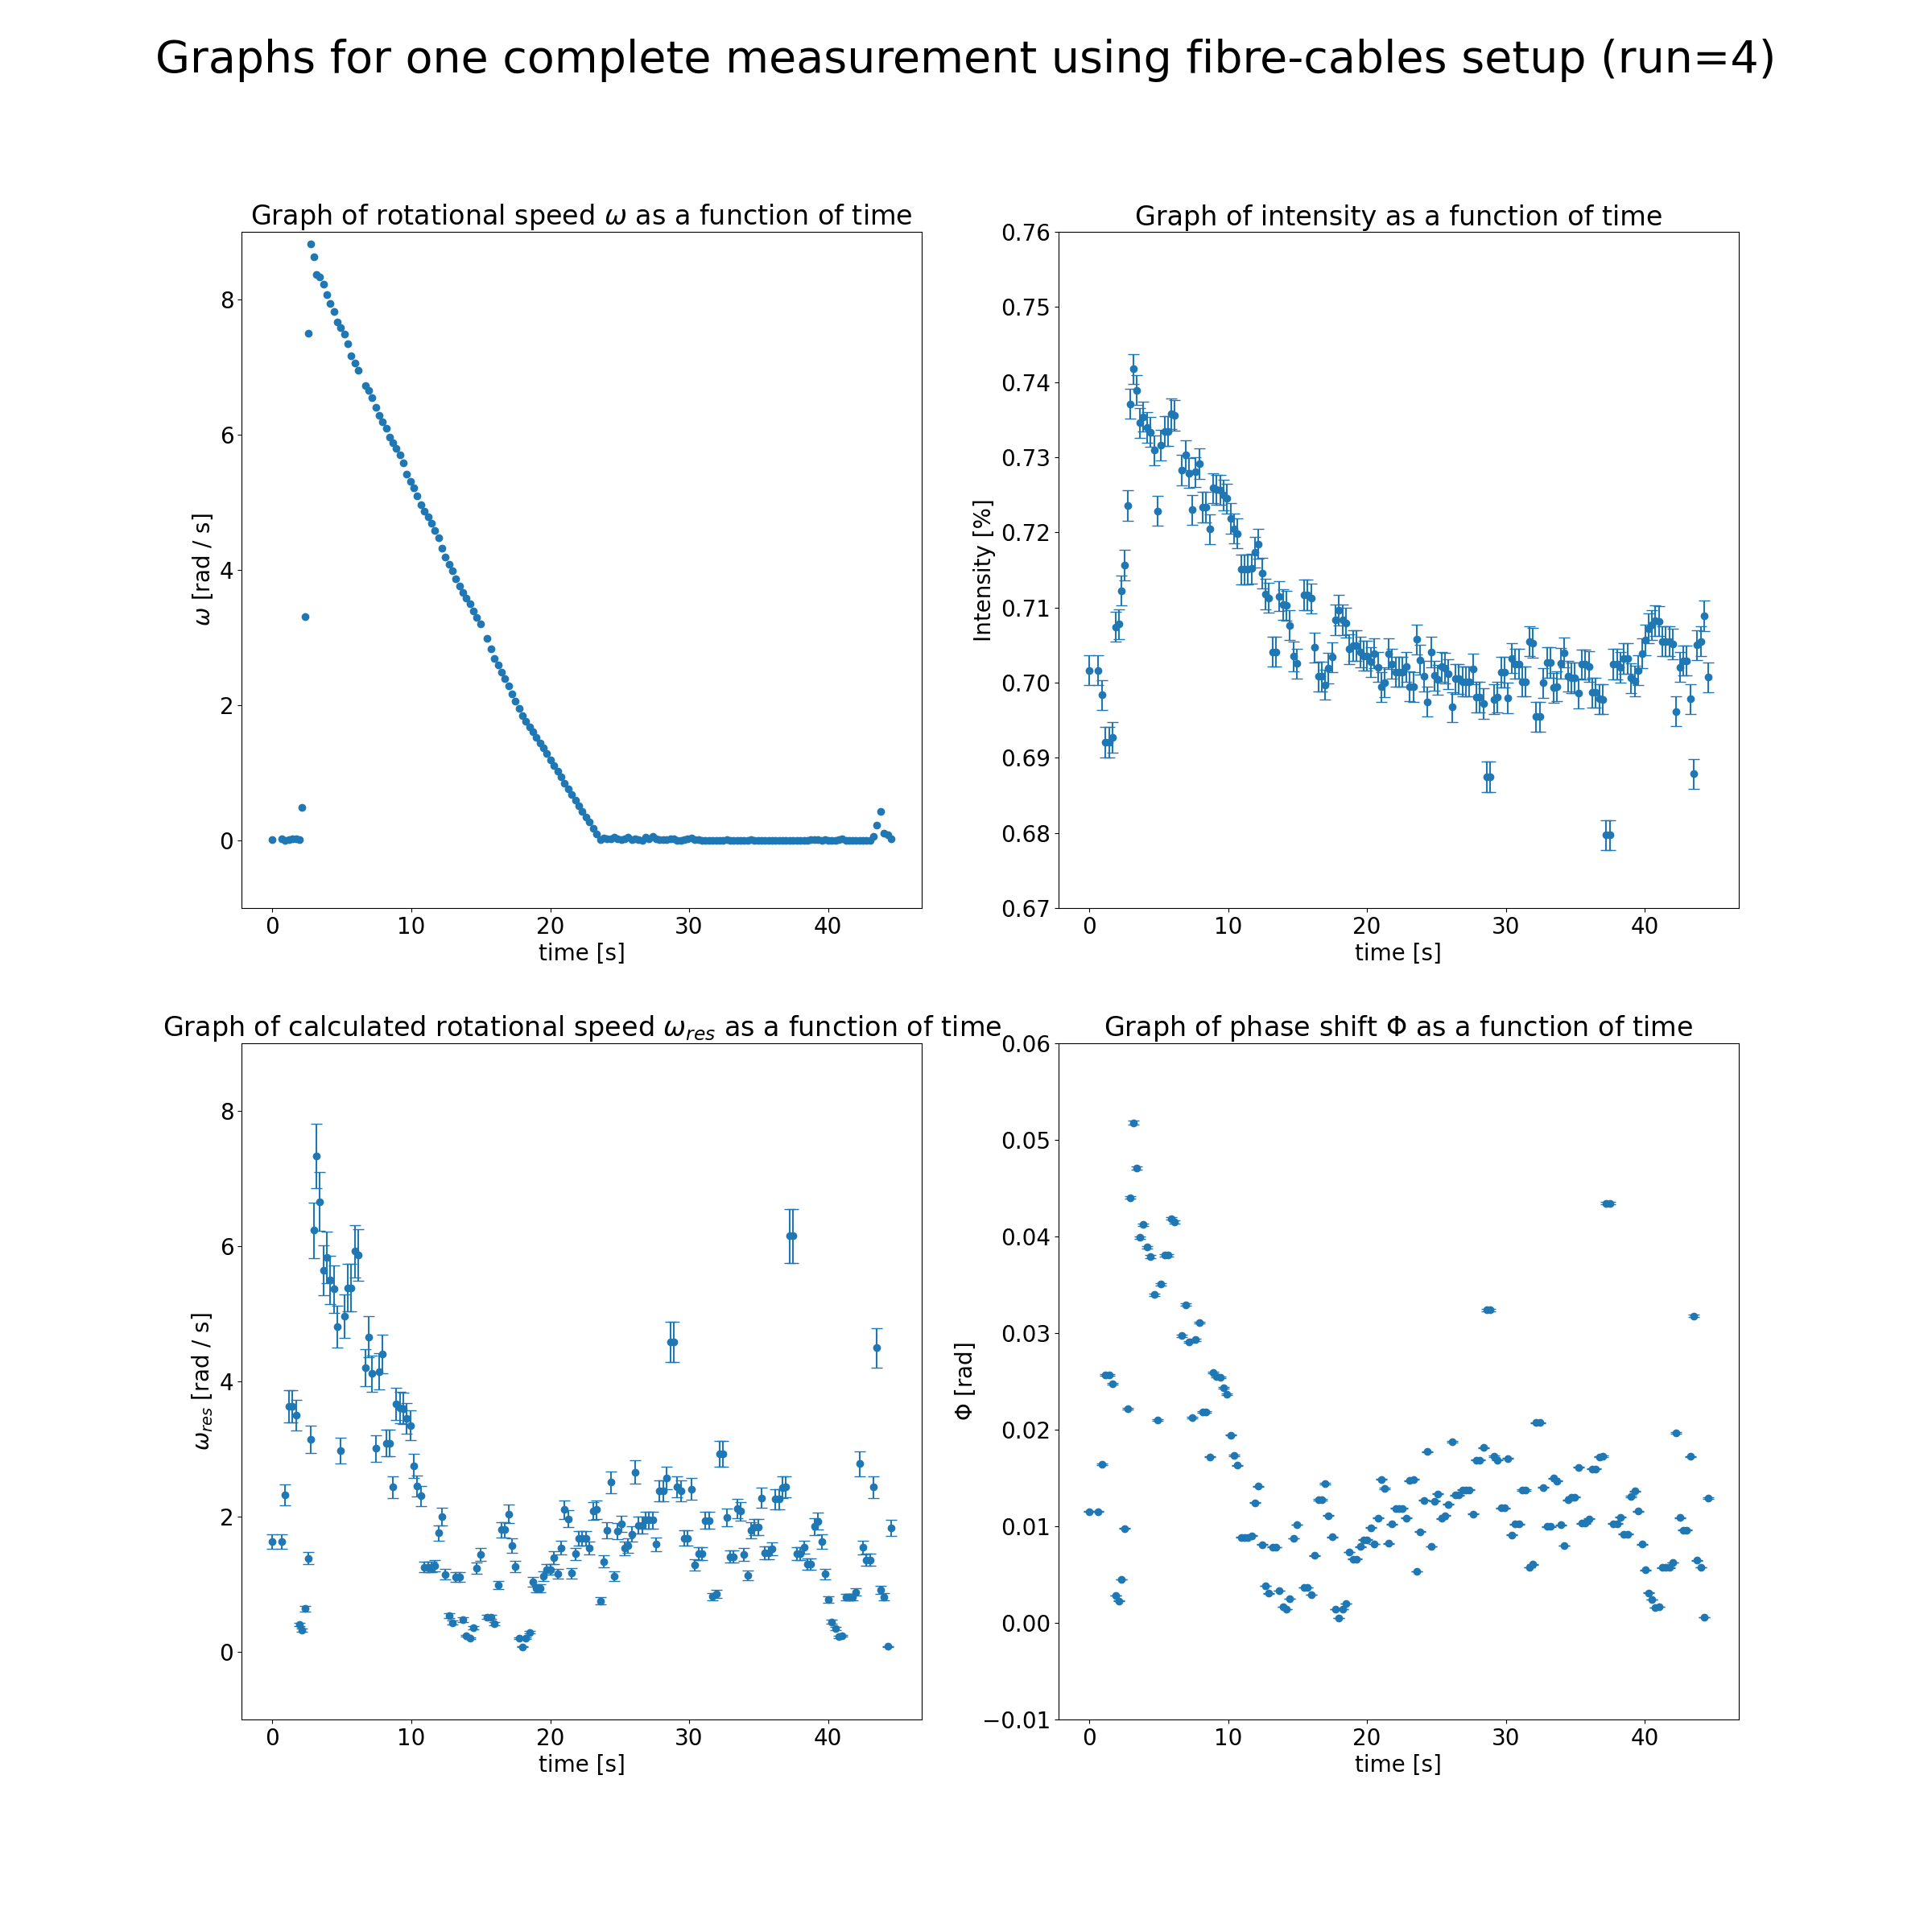 Graphs for one complete measurement using fibre-cables setup (run=4)
Graph of rotational speed ω as a function of time
8
6
4
2
0
ω [rad / s]
0 10 20 30 40
time [s]
Graph of intensity as a function of time
0.76
0.75
0.74
0.73
0.72
0.71
0.70
0.69
0.68
0.67
Intensity [%]
0 10 20 30 40
time [s]
Graph of calculated rotational speed ω_res as a function of time
8
6
4
2
0
ω_res [rad / s]
0 10 20 30 40
time [s]
Graph of phase shift Φ as a function of time
0.06
0.05
0.04
0.03
0.02
0.01
0.00
−0.01
Φ [rad]
0 10 20 30 40
time [s]